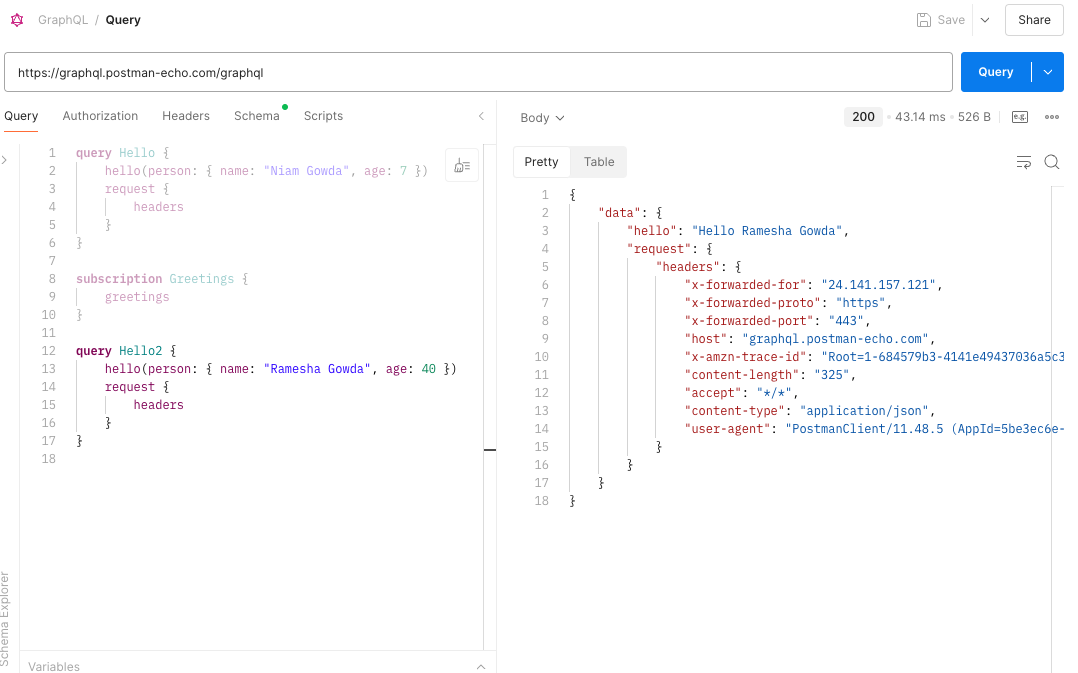 GraphQL / Query
Save
Share
https://graphql.postman-echo.com/graphql
Query
Query Authorization Headers Schema Scripts
1 query Hello {
2 hello(person: { name: "Niam Gowda", age: 7 })
3 request {
4 headers
5 }
6 }
7
8 subscription Greetings {
9 greetings
10 }
11
12 query Hello2 {
13 hello(person: { name: "Ramesha Gowda", age: 40 })
14 request {
15 headers
16 }
17 }
18
Schema Explorer
Variables
Body
200 • 43.14 ms • 526 B
e.g.
Pretty Table
1 {
2 "data": {
3 "hello": "Hello Ramesha Gowda",
4 "request": {
5 "headers": {
6 "x-forwarded-for": "24.141.157.121",
7 "x-forwarded-proto": "https",
8 "x-forwarded-port": "443",
9 "host": "graphql.postman-echo.com",
10 "x-amzn-trace-id": "Root=1-684579b3-4141e49437036a5c3
11 "content-length": "325",
12 "accept": "*/*",
13 "content-type": "application/json",
14 "user-agent": "PostmanClient/11.48.5 (AppId=5be3ec6e-
15 }
16 }
17 }
18 }